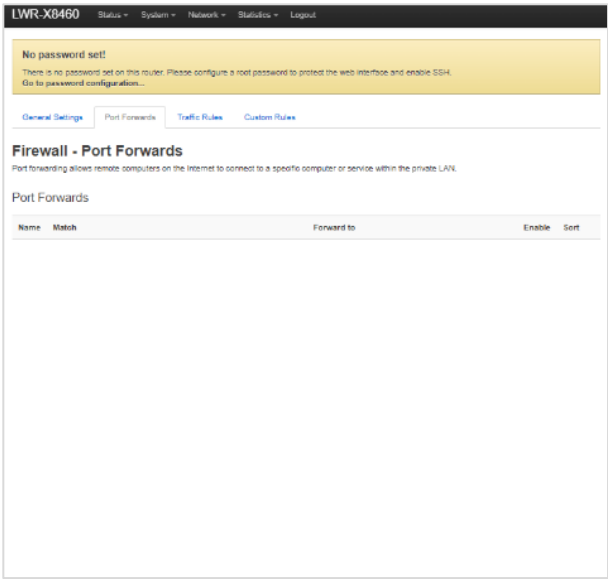 LWR-X8460 Status System Network Statistics Logout
No password set!
There is no password set on this router. Please configure a root password to protect the web interface and enable SSH.
Go to password configuration...
General Settings Port Forwards Traffic Rules Custom Rules
Firewall - Port Forwards
Port forwarding allows remote computers on the Internet to connect to a specific computer or service within the private LAN.
Port Forwards
Name Match Forward to Enable Sort